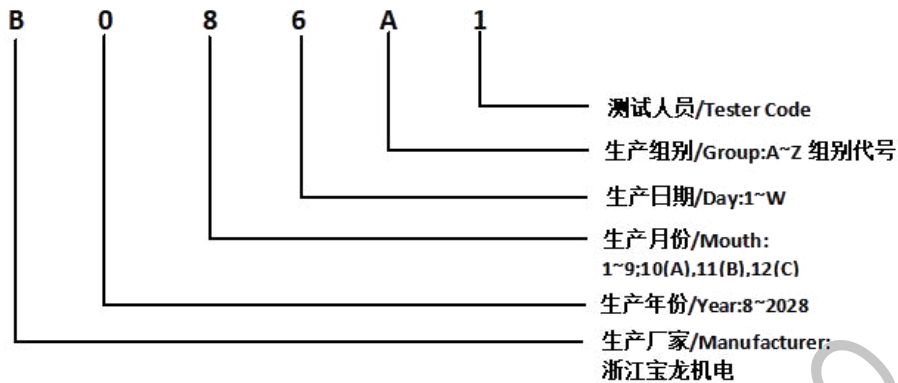 B 0 8 6 A 1
测试人员/Tester Code
生产组别/Group:A~Z 组别代号
生产日期/Day:1~W
生产月份/Mouth:
1~9;10(A),11(B),12(C)
生产年份/Year:8~2028
生产厂家/Manufacturer:
浙江宝龙机电